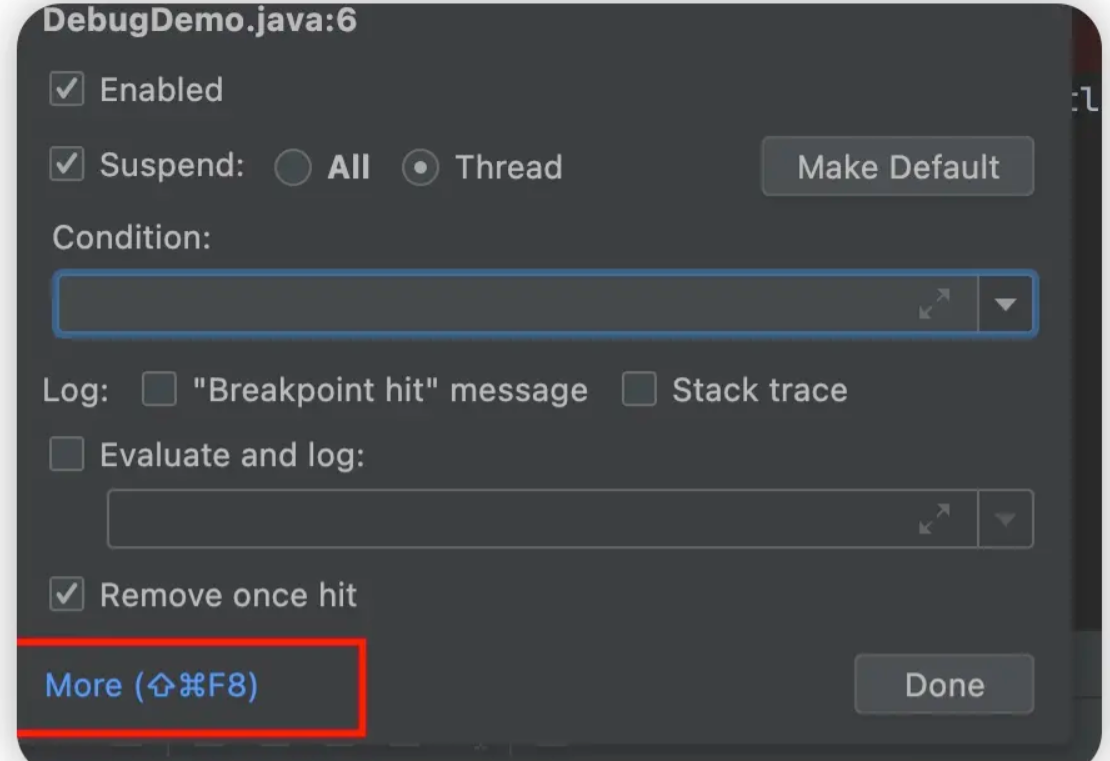 DebugDemo.java:6
Enabled
Suspend: All Thread Make Default
Condition:
Log: "Breakpoint hit" message Stack trace
Evaluate and log:
Remove once hit
More (⇧⌘F8) Done